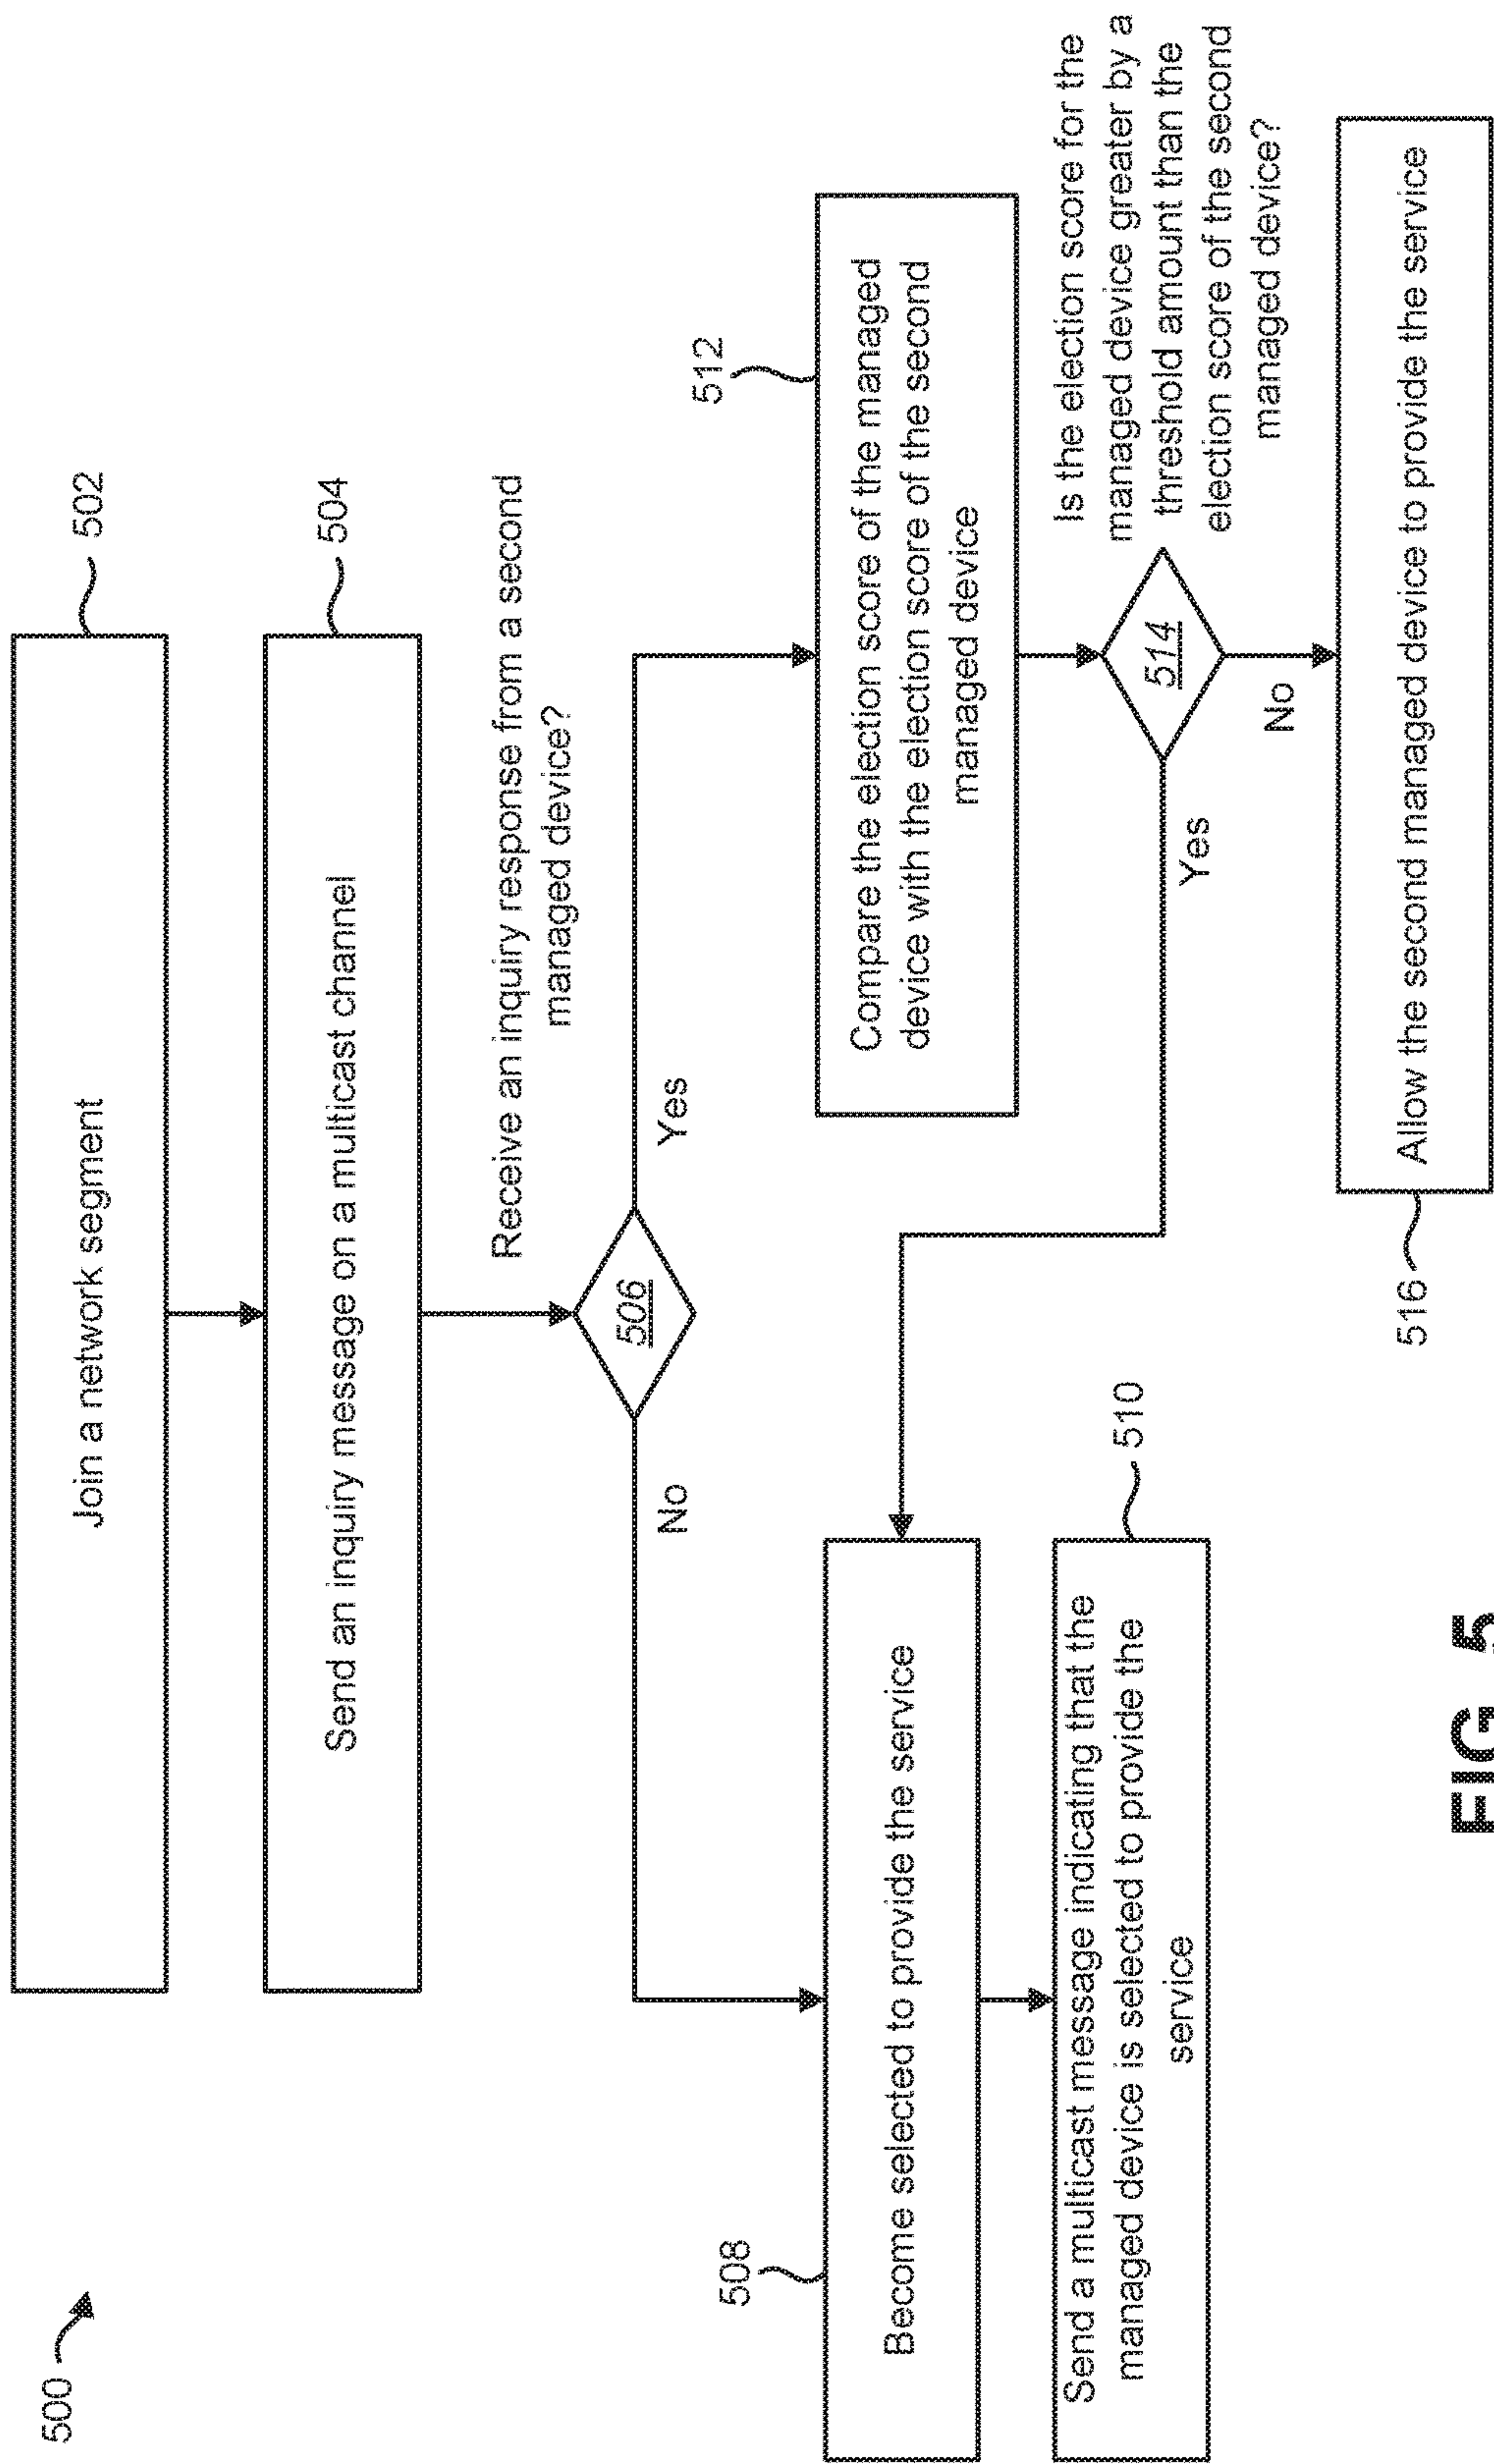 500
Join a network segment
502
Send an inquiry message on a multicast channel
504
Receive an inquiry response from a second
managed device?
506
No
Yes
508
Become selected to provide the service
Send a multicast message indicating that the
managed device is selected to provide the
service
510
512
Compare the election score of the managed
device with the election score of the second
managed device
Is the election score for the
managed device greater by a
threshold amount than the
election score of the second
managed device?
514
Yes
No
516
Allow the second managed device to provide the service
FIG. 5